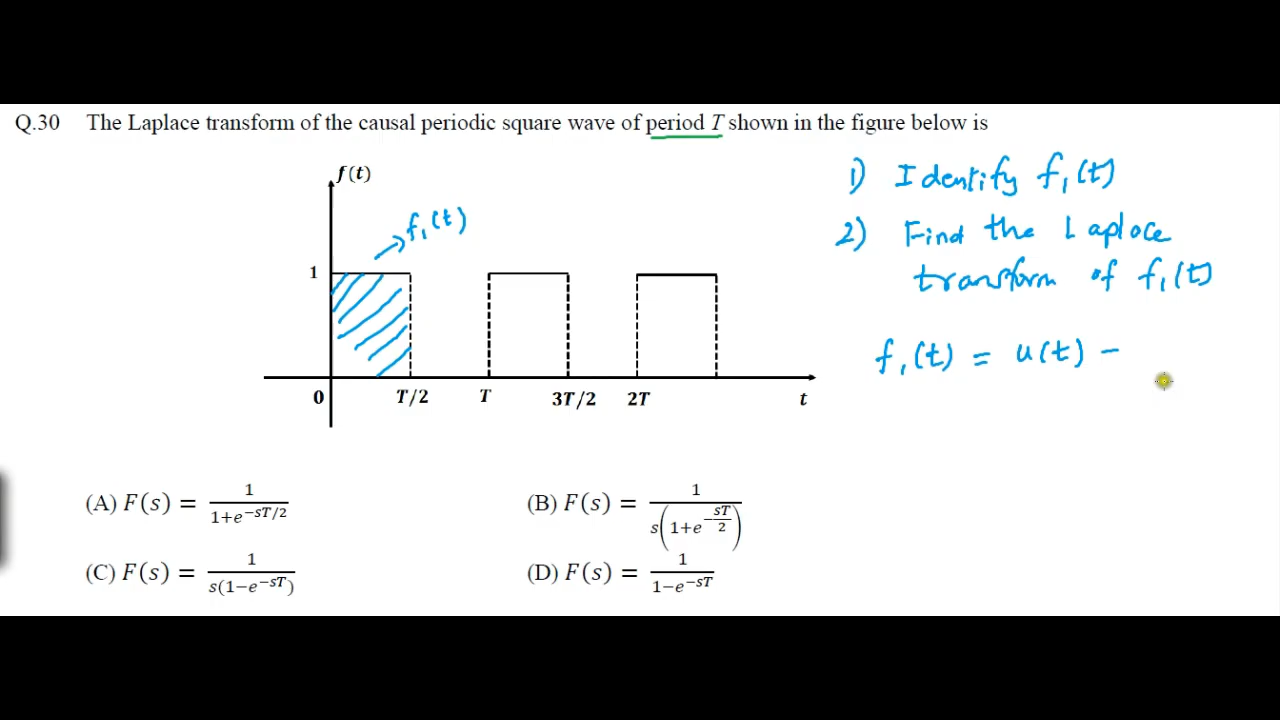 Q.30 The Laplace transform of the causal periodic square wave of period T shown in the figure below is
f(t)
f₁(t)
1
0 T/2 T 3T/2 2T t
1) Identify f₁(t)
2) Find the Laploce
transform of f₁(t)
f₁(t) = u(t) −
(A) F(s) = 1/(1+e^(−sT/2))
(B) F(s) = 1/(s(1+e^(−sT/2)))
(C) F(s) = 1/(s(1−e^(−sT)))
(D) F(s) = 1/(1−e^(−sT))